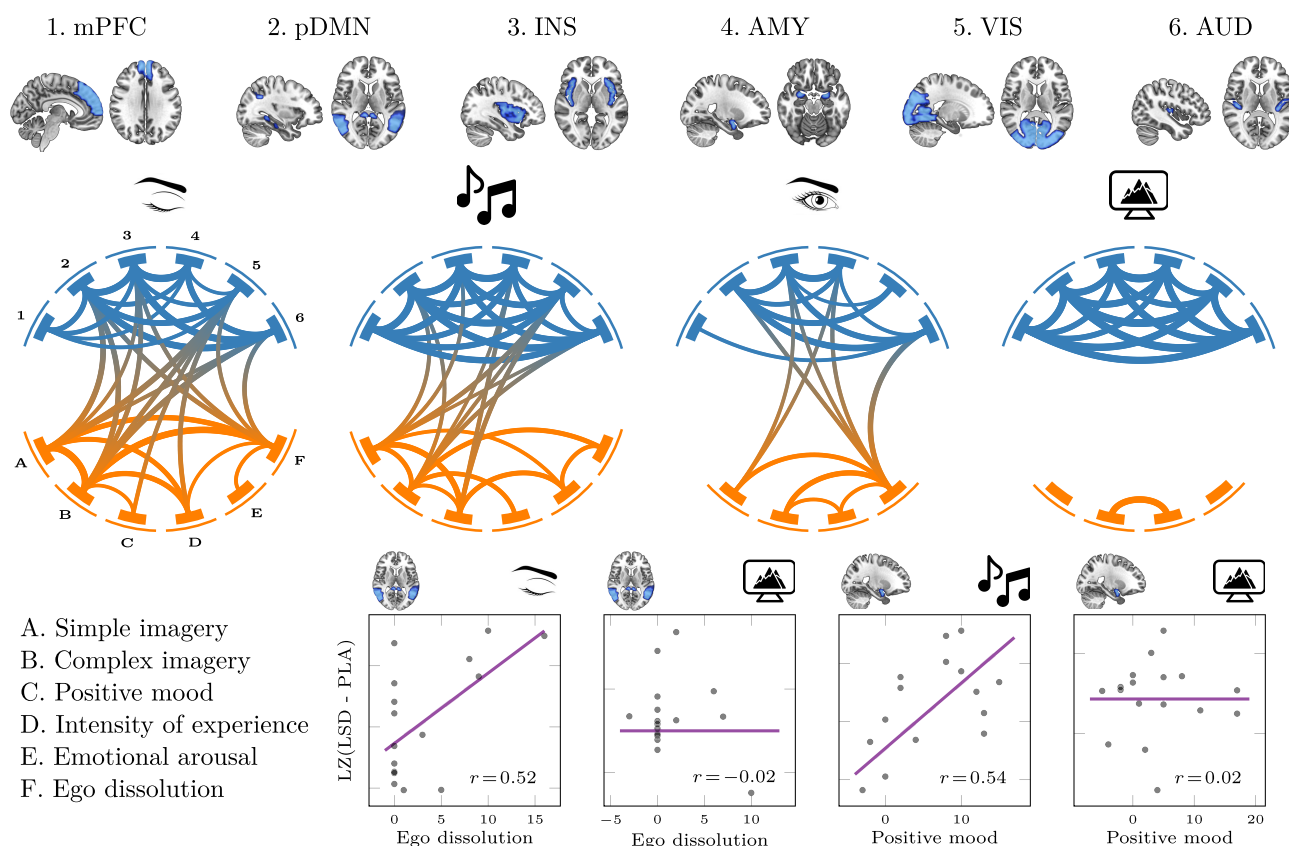 1. mPFC 2. pDMN 3. INS 4. AMY 5. VIS 6. AUD
3 4
2 5
1 6
A F
B E
C D
A. Simple imagery
B. Complex imagery
C. Positive mood
D. Intensity of experience
E. Emotional arousal
F. Ego dissolution
LZ(LSD - PLA)
r = 0.52
0 5 10 15
Ego dissolution
r = −0.02
−5 0 5 10
Ego dissolution
r = 0.54
0 10
Positive mood
r = 0.02
0 10 20
Positive mood